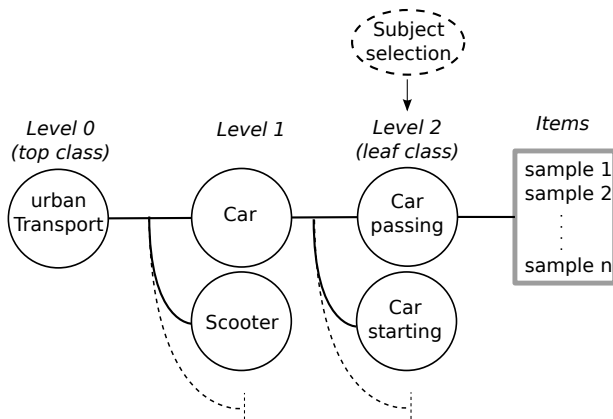 Subject
selection
Level 0
(top class)
Level 1
Level 2
(leaf class)
Items
urban
Transport
Car
Car
passing
sample 1
sample 2
sample n
Scooter
Car
starting